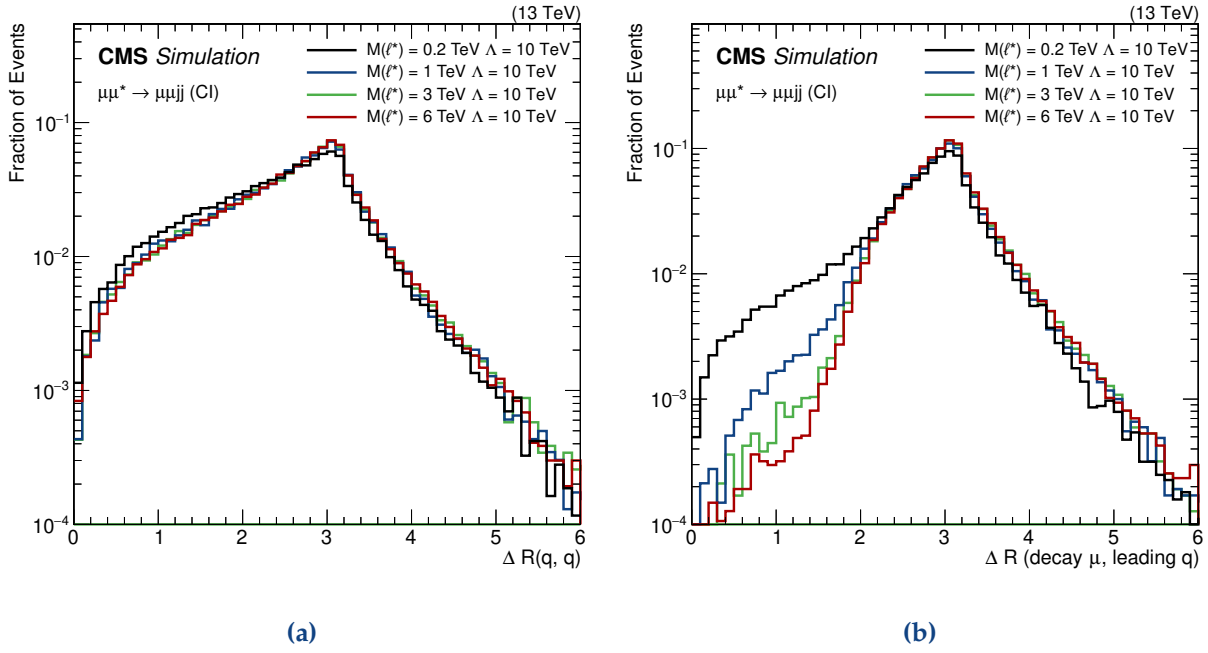 (13 TeV)
CMS Simulation
μμ* → μμjj (CI)
M(ℓ*) = 0.2 TeV Λ = 10 TeV
M(ℓ*) = 1 TeV Λ = 10 TeV
M(ℓ*) = 3 TeV Λ = 10 TeV
M(ℓ*) = 6 TeV Λ = 10 TeV
Fraction of Events
10⁻¹
10⁻²
10⁻³
10⁻⁴
0 1 2 3 4 5 6
Δ R(q, q)
(a)
(13 TeV)
CMS Simulation
μμ* → μμjj (CI)
M(ℓ*) = 0.2 TeV Λ = 10 TeV
M(ℓ*) = 1 TeV Λ = 10 TeV
M(ℓ*) = 3 TeV Λ = 10 TeV
M(ℓ*) = 6 TeV Λ = 10 TeV
Fraction of Events
10⁻¹
10⁻²
10⁻³
10⁻⁴
0 1 2 3 4 5 6
Δ R (decay μ, leading q)
(b)